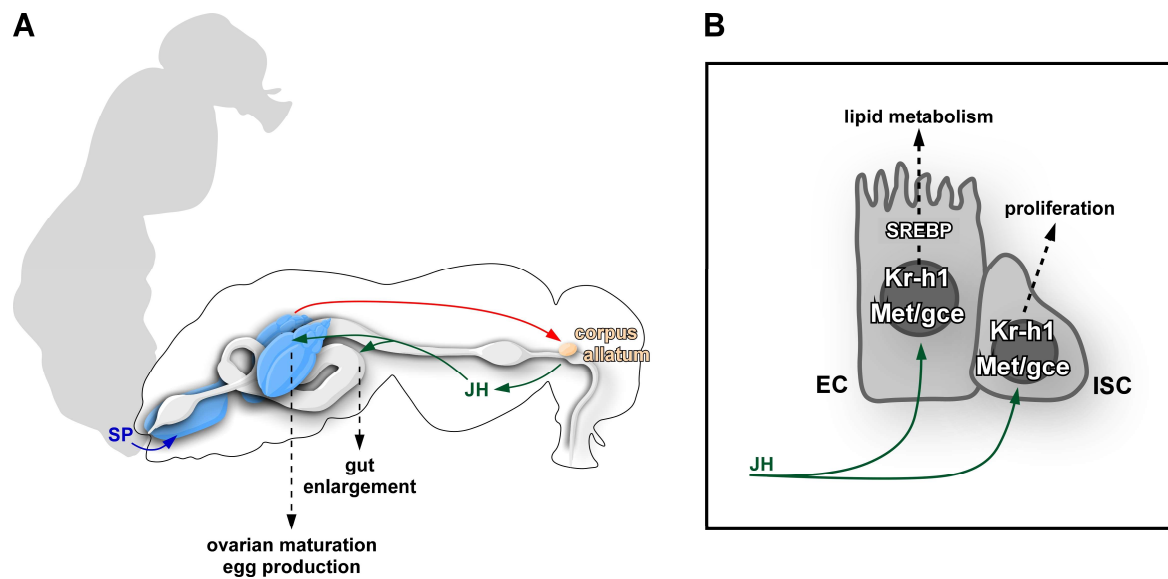 A
corpus
allatum
JH
SP
gut
enlargement
ovarian maturation
egg production
B
lipid metabolism
proliferation
SREBP
Kr-h1
Met/gce
Kr-h1
Met/gce
EC
ISC
JH